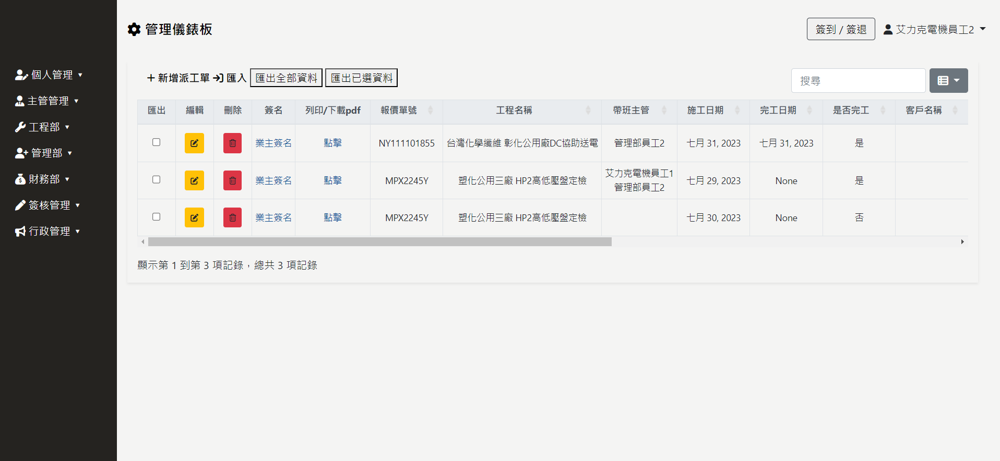 管理儀錶板
簽到 / 簽退
艾力克電機員工2
個人管理
主管管理
工程部
管理部
財務部
簽核管理
行政管理
新增派工單 匯入 匯出全部資料 匯出已選資料
搜尋
匯出 編輯 刪除 簽名 列印/下載pdf 報價單號 工程名稱 帶班主管 施工日期 完工日期 是否完工 客戶名稱
業主簽名 點擊 NY111101855 台灣化學纖維 彰化公用廠DC協助送電 管理部員工2 七月 31, 2023 七月 31, 2023 是
業主簽名 點擊 MPX2245Y 塑化公用三廠 HP2高低壓盤定檢 艾力克電機員工1
管理部員工2 七月 29, 2023 None 是
業主簽名 點擊 MPX2245Y 塑化公用三廠 HP2高低壓盤定檢 七月 30, 2023 None 否
顯示第 1 到第 3 項記錄，總共 3 項記錄